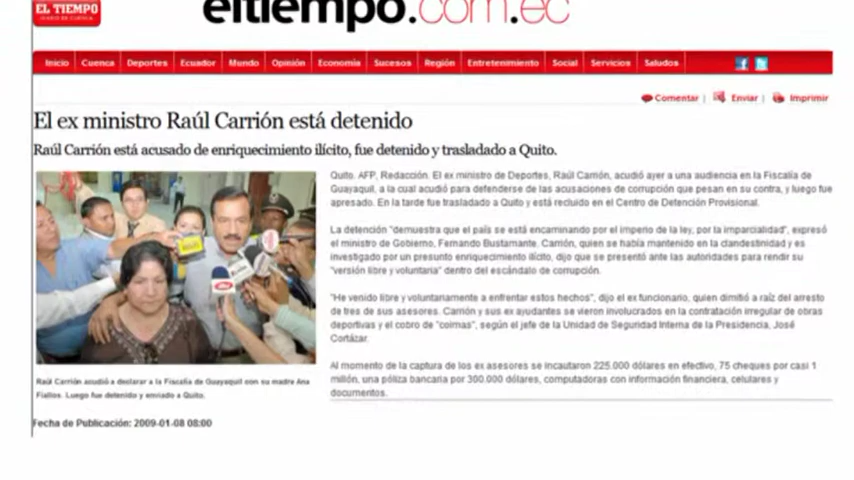 EL TIEMPO
DIARIO DE CUENCA
eltiempo.com.ec
Inicio Cuenca Deportes Ecuador Mundo Opinión Economía Sucesos Región Entretenimiento Social Servicios Saludos
Comentar | Enviar | Imprimir
El ex ministro Raúl Carrión está detenido
Raúl Carrión está acusado de enriquecimiento ilícito, fue detenido y trasladado a Quito.
Quito. AFP, Redacción. El ex ministro de Deportes, Raúl Carrión, acudió ayer a una audiencia en la Fiscalía de
Guayaquil, a la cual acudió para defenderse de las acusaciones de corrupción que pesan en su contra, y luego fue
apresado. En la tarde fue trasladado a Quito y está recluido en el Centro de Detención Provisional.
La detención "demuestra que el país se está encaminando por el imperio de la ley, por la imparcialidad", expresó
el ministro de Gobierno, Fernando Bustamante. Carrión, quien se había mantenido en la clandestinidad y es
investigado por un presunto enriquecimiento ilícito, dijo que se presentó ante las autoridades para rendir su
"versión libre y voluntaria" dentro del escándalo de corrupción.
"He venido libre y voluntariamente a enfrentar estos hechos", dijo el ex funcionario, quien dimitió a raíz del arresto
de tres de sus asesores. Carrión y sus ex ayudantes se vieron involucrados en la contratación irregular de obras
deportivas y el cobro de "coimas", según el jefe de la Unidad de Seguridad Interna de la Presidencia, José
Cortázar.
Al momento de la captura de los ex asesores se incautaron 225.000 dólares en efectivo, 75 cheques por casi 1
millón, una póliza bancaria por 300.000 dólares, computadoras con información financiera, celulares y
documentos.
Raúl Carrión acudió a declarar a la Fiscalía de Guayaquil con su madre Ana
Fiallos. Luego fue detenido y enviado a Quito.
Fecha de Publicación: 2009-01-08 08:00